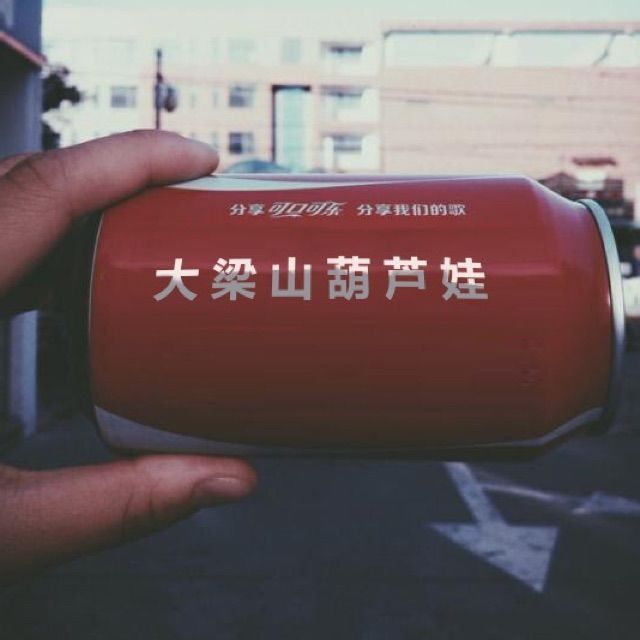 分享可口可乐 分享我们的歌
大梁山葫芦娃